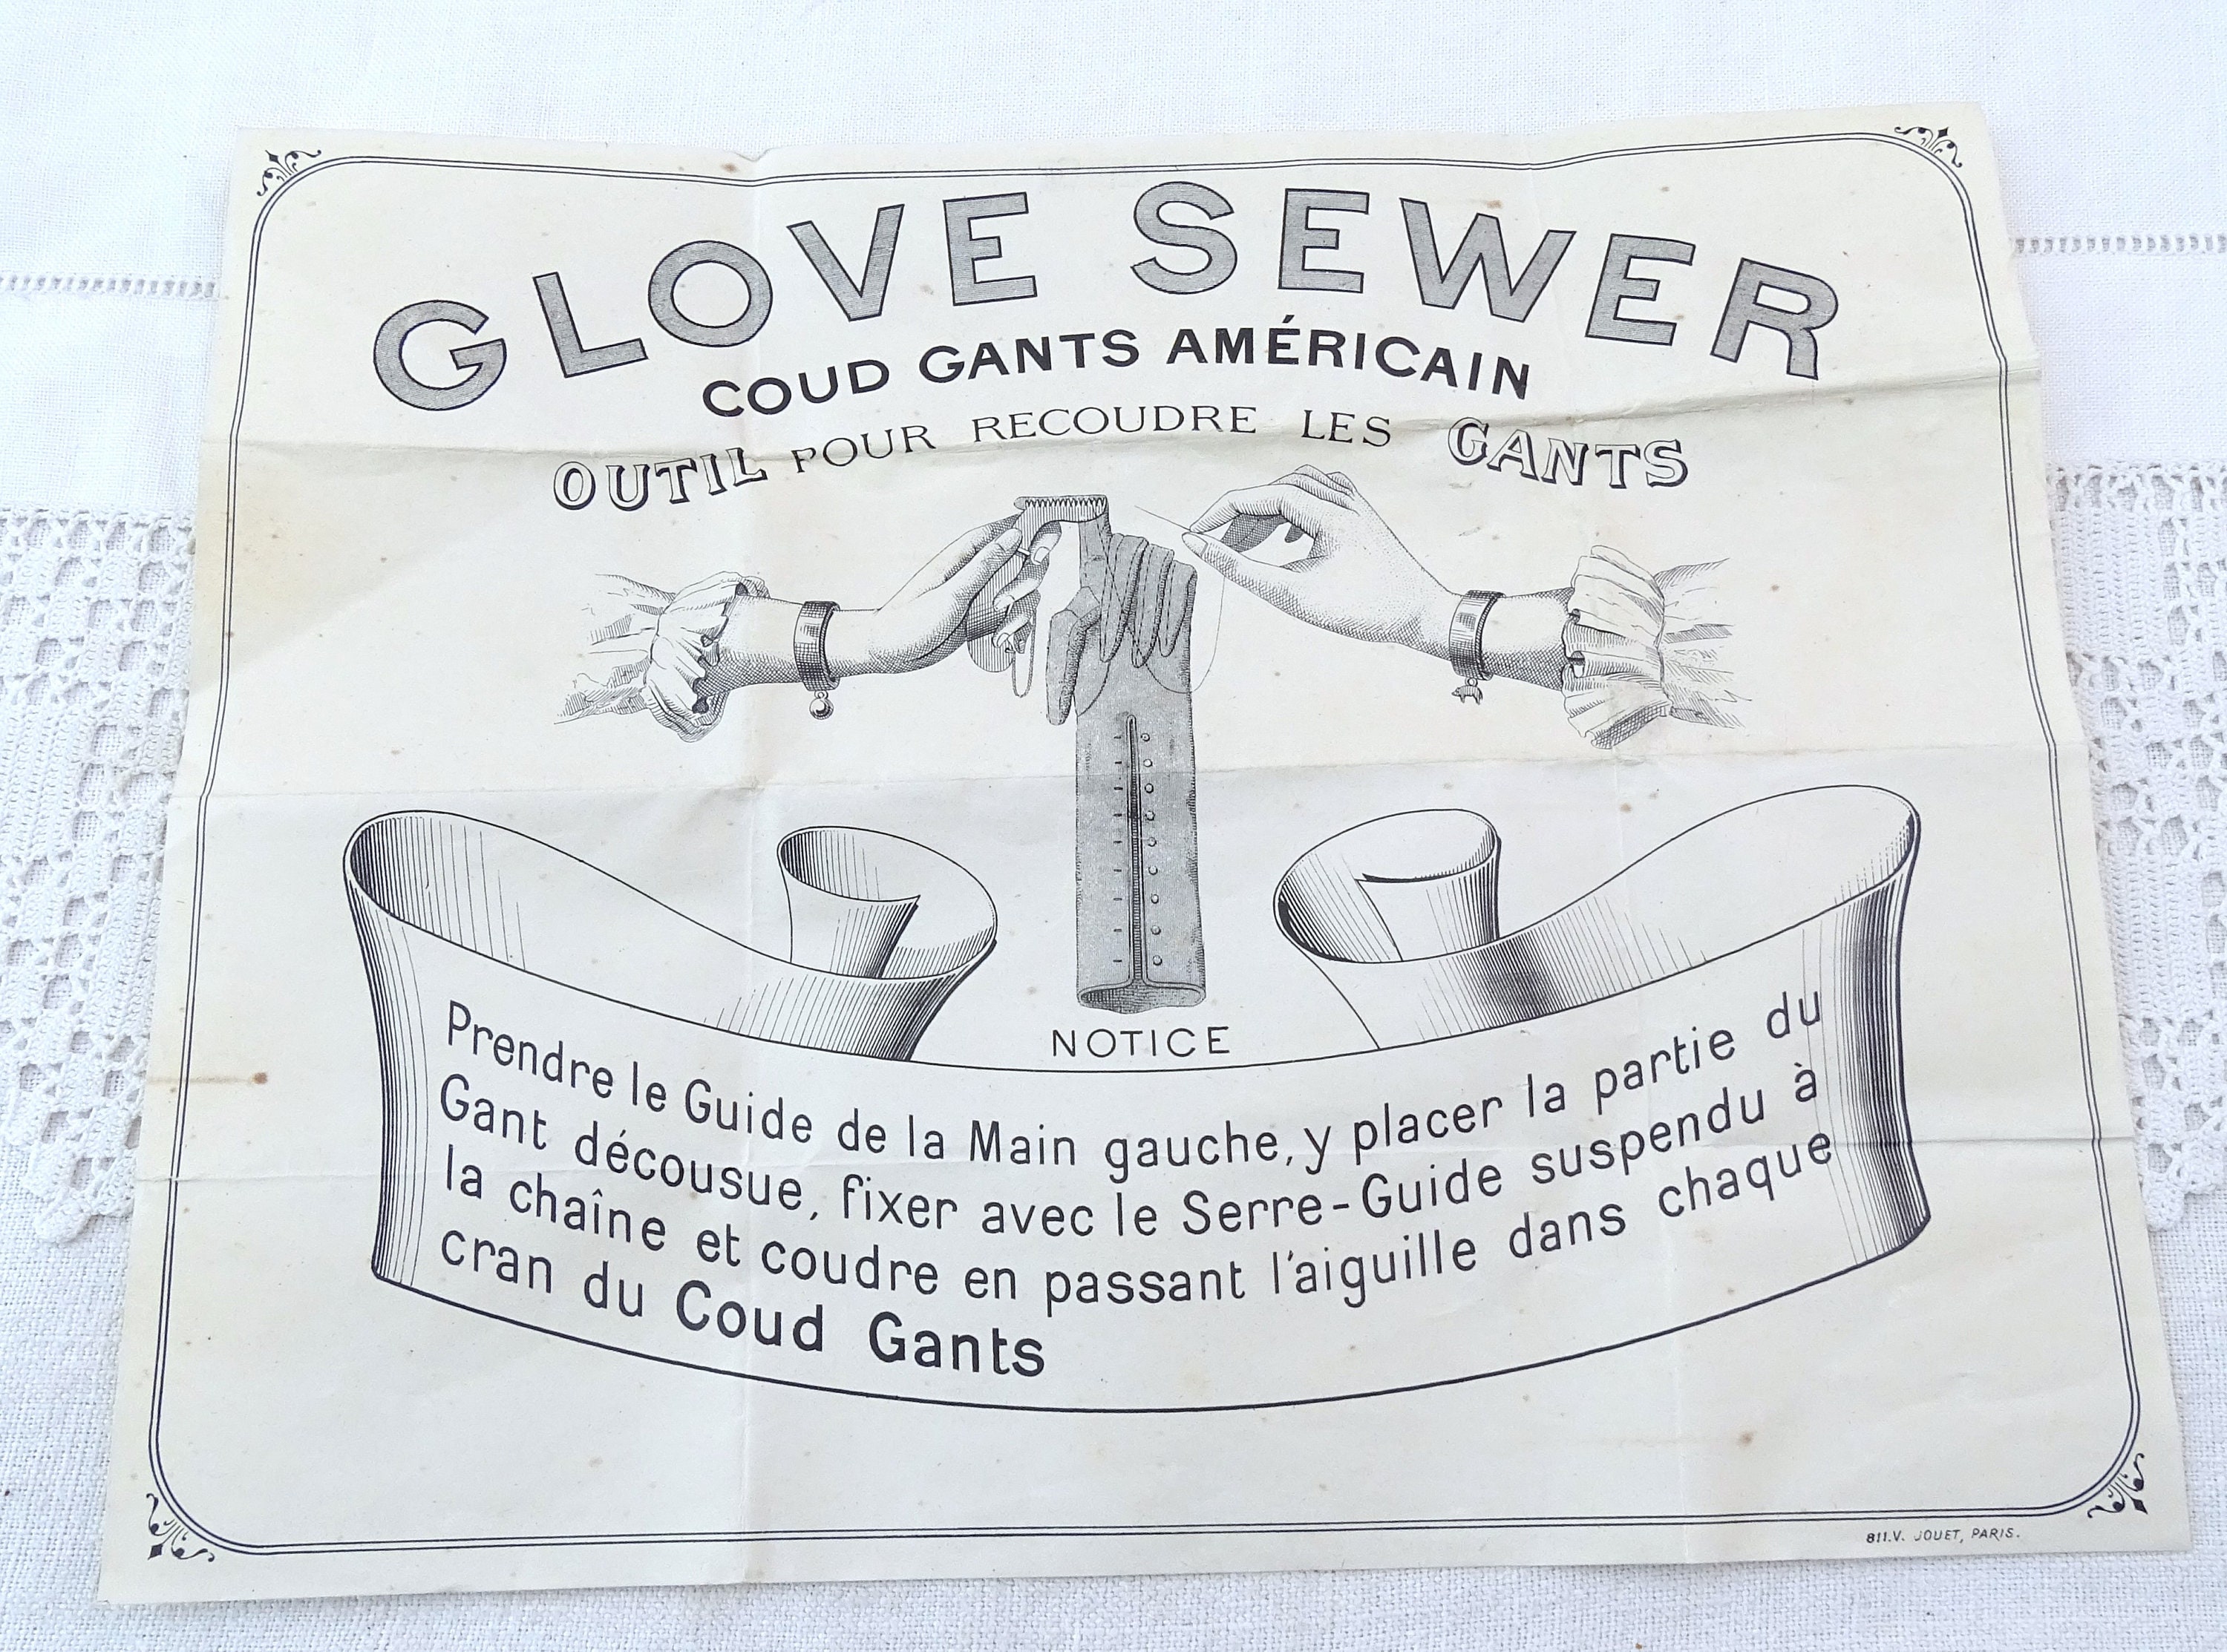 GLOVE SEWER
COUD GANTS AMÉRICAIN
OUTIL POUR RECOUDRE LES GANTS
NOTICE
Prendre le Guide de la Main gauche, y placer la partie du
Gant décousue, fixer avec le Serre-Guide suspendu à
la chaîne et coudre en passant l'aiguille dans chaque
cran du Coud Gants
811.V. JOUET, PARIS.